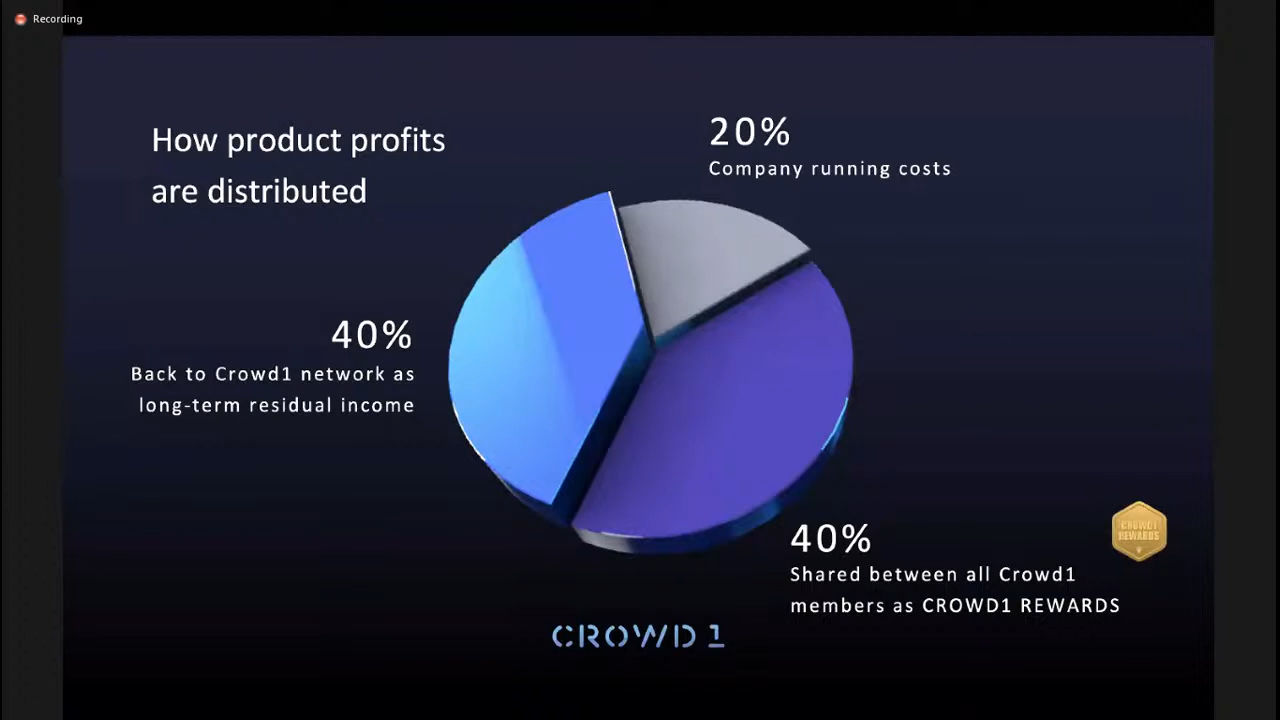 Recording
How product profits
are distributed
20%
Company running costs
40%
Back to Crowd1 network as
long-term residual income
40%
Shared between all Crowd1
members as CROWD1 REWARDS
CROWD1
REWARDS
CROWD1